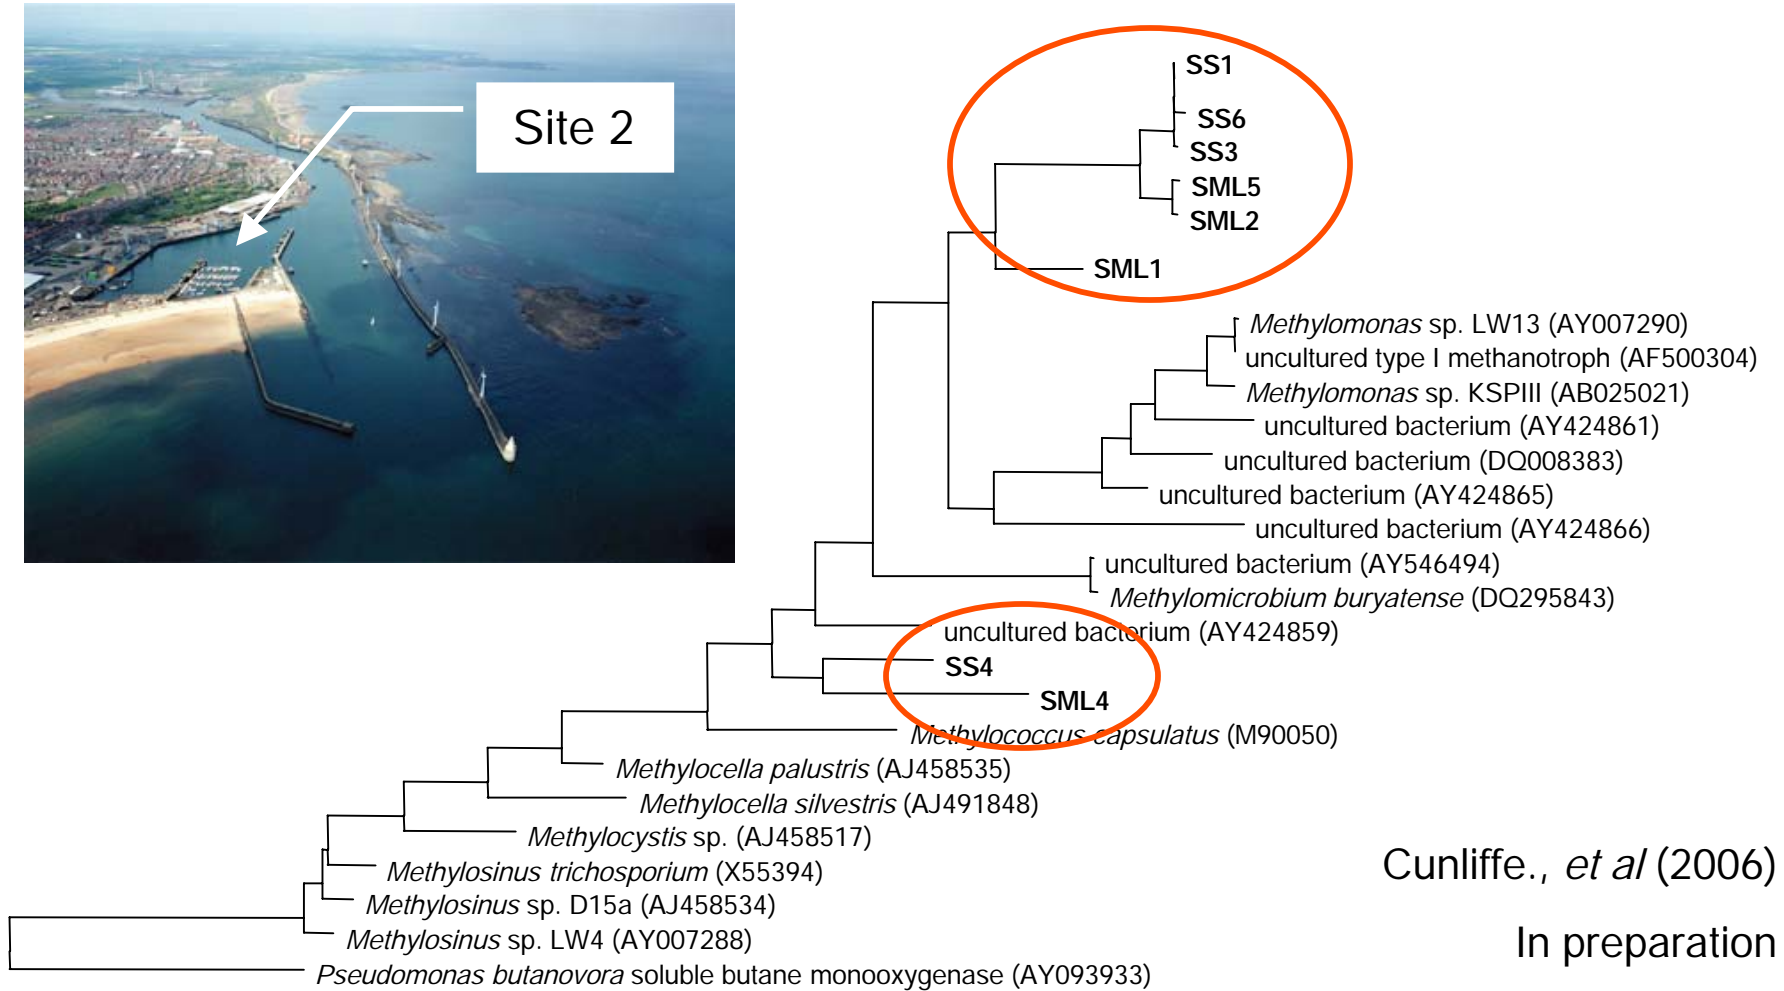 Site 2
SS1
SS6
SS3
SML5
SML2
SML1
Methylomonas sp. LW13 (AY007290)
uncultured type I methanotroph (AF500304)
Methylomonas sp. KSPIII (AB025021)
uncultured bacterium (AY424861)
uncultured bacterium (DQ008383)
uncultured bacterium (AY424865)
uncultured bacterium (AY424866)
uncultured bacterium (AY546494)
Methylomicrobium buryatense (DQ295843)
uncultured bacterium (AY424859)
SS4
SML4
Methylococcus capsulatus (M90050)
Methylocella palustris (AJ458535)
Methylocella silvestris (AJ491848)
Methylocystis sp. (AJ458517)
Methylosinus trichosporium (X55394)
Methylosinus sp. D15a (AJ458534)
Methylosinus sp. LW4 (AY007288)
Pseudomonas butanovora soluble butane monooxygenase (AY093933)
Cunliffe., et al (2006)
In preparation